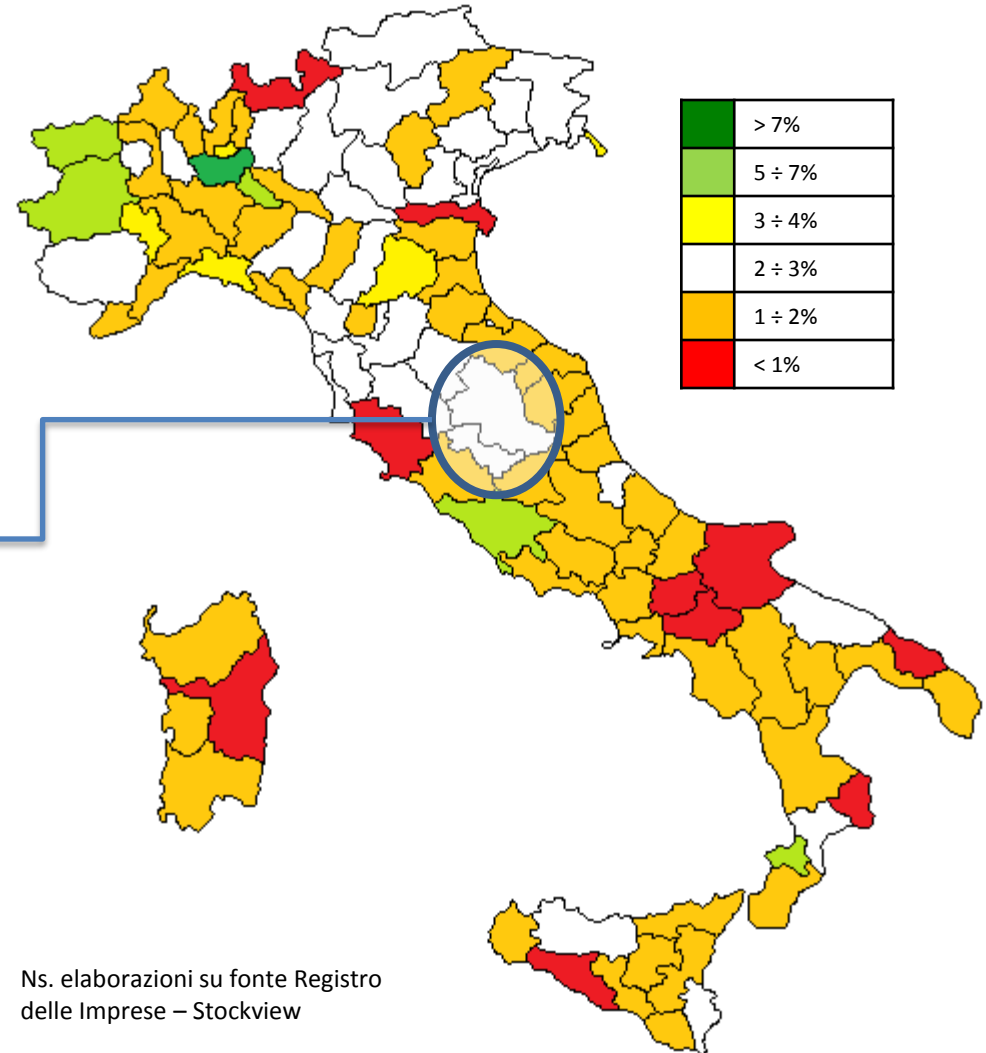 > 7%
5 ÷ 7%
3 ÷ 4%
2 ÷ 3%
1 ÷ 2%
< 1%
Ns. elaborazioni su fonte Registro
delle Imprese – Stockview